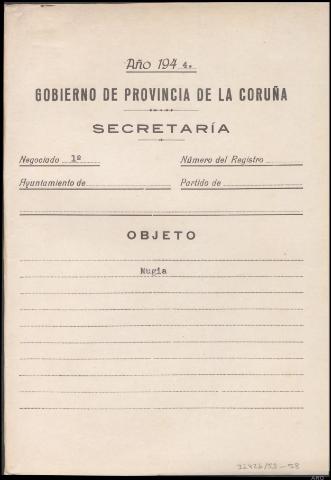 Año 194 4.
GOBIERNO DE PROVINCIA DE LA CORUÑA
SECRETARÍA
Negociado 1º Número del Registro
Ayuntamiento de Partido de
OBJETO
Mugia